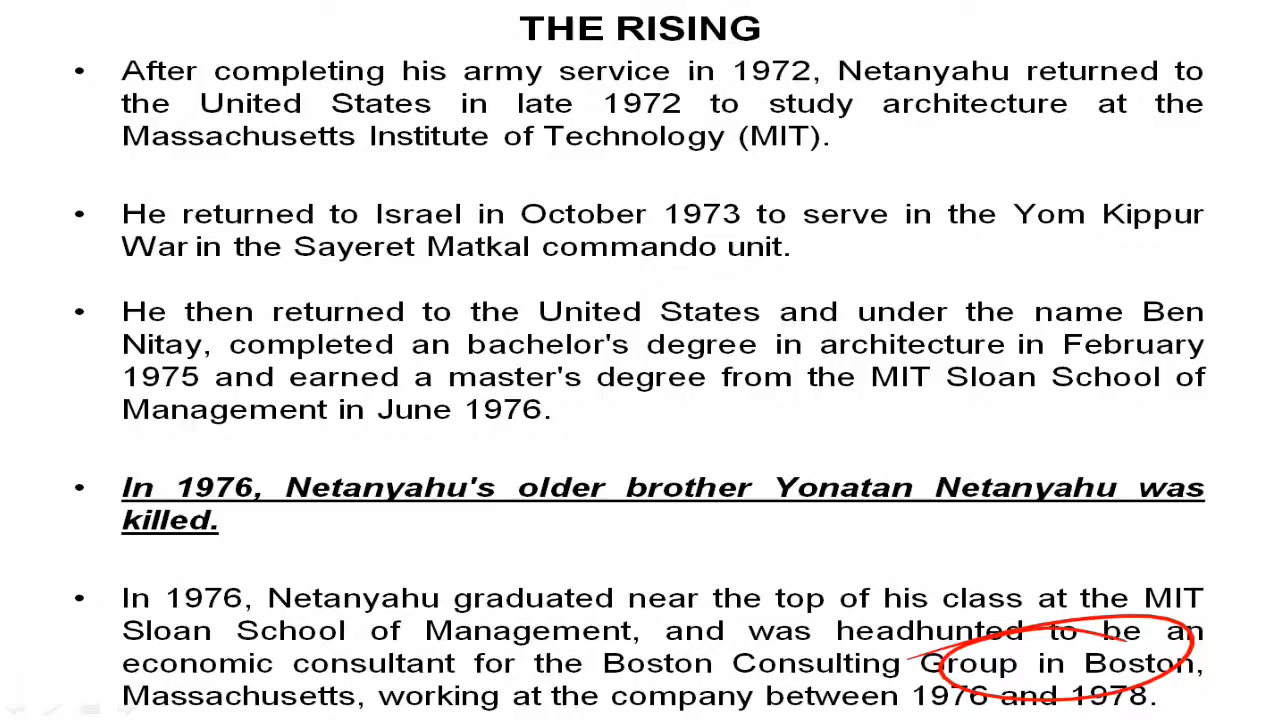 THE RISING
• After completing his army service in 1972, Netanyahu returned to
the United States in late 1972 to study architecture at the
Massachusetts Institute of Technology (MIT).
• He returned to Israel in October 1973 to serve in the Yom Kippur
War in the Sayeret Matkal commando unit.
• He then returned to the United States and under the name Ben
Nitay, completed an bachelor's degree in architecture in February
1975 and earned a master's degree from the MIT Sloan School of
Management in June 1976.
• In 1976, Netanyahu's older brother Yonatan Netanyahu was
killed.
• In 1976, Netanyahu graduated near the top of his class at the MIT
Sloan School of Management, and was headhunted to be an
economic consultant for the Boston Consulting Group in Boston,
Massachusetts, working at the company between 1976 and 1978.